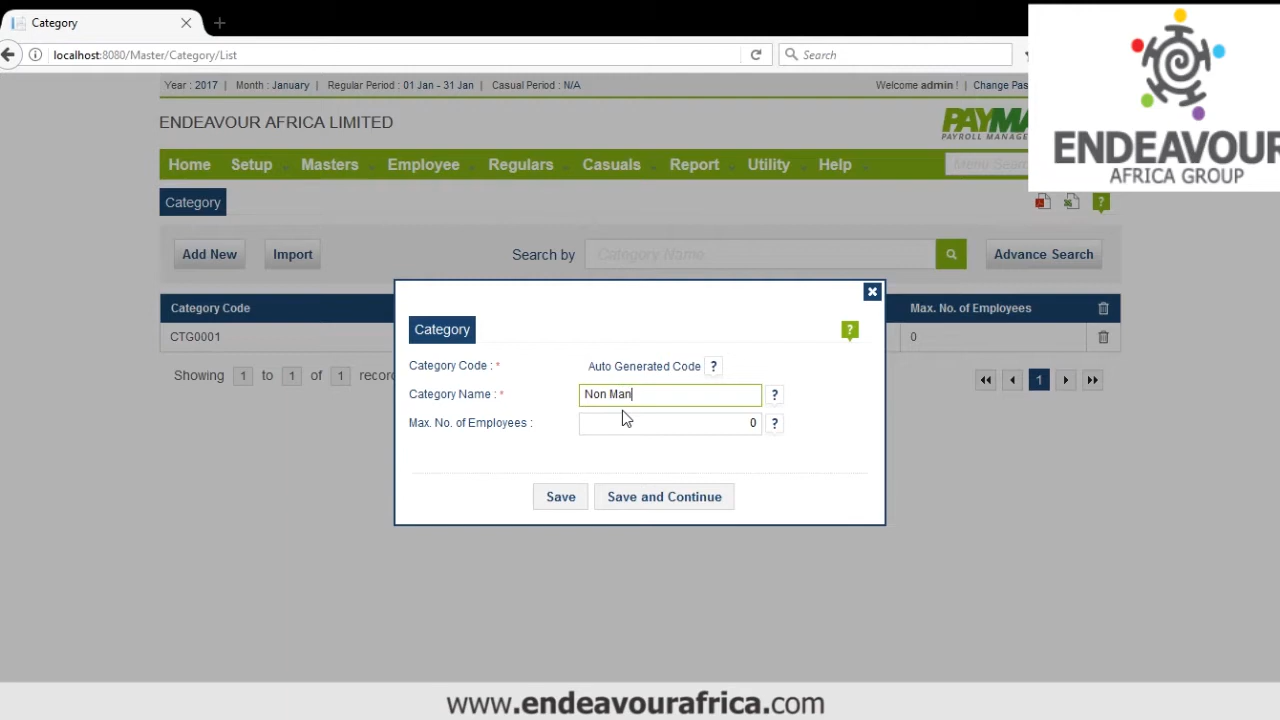 Category
localhost:8080/Master/Category/List
Search
Year : 2017 Month : January Regular Period : 01 Jan - 31 Jan Casual Period : N/A
Welcome admin ! Change Pas
ENDEAVOUR AFRICA LIMITED
PAYMA
PAYROLL MANAGE
ENDEAVOUR
AFRICA GROUP
Home Setup Masters Employee Regulars Casuals Report Utility Help Menu Sea
Category
?
Add New Import Search by Category Name Advance Search
Category Code Max. No. of Employees
CTG0001 0
Showing 1 to 1 of 1 recor
1
Category
?
Category Code : * Auto Generated Code ?
Category Name : * Non Man ?
Max. No. of Employees : 0 ?
Save Save and Continue
www.endeavourafrica.com